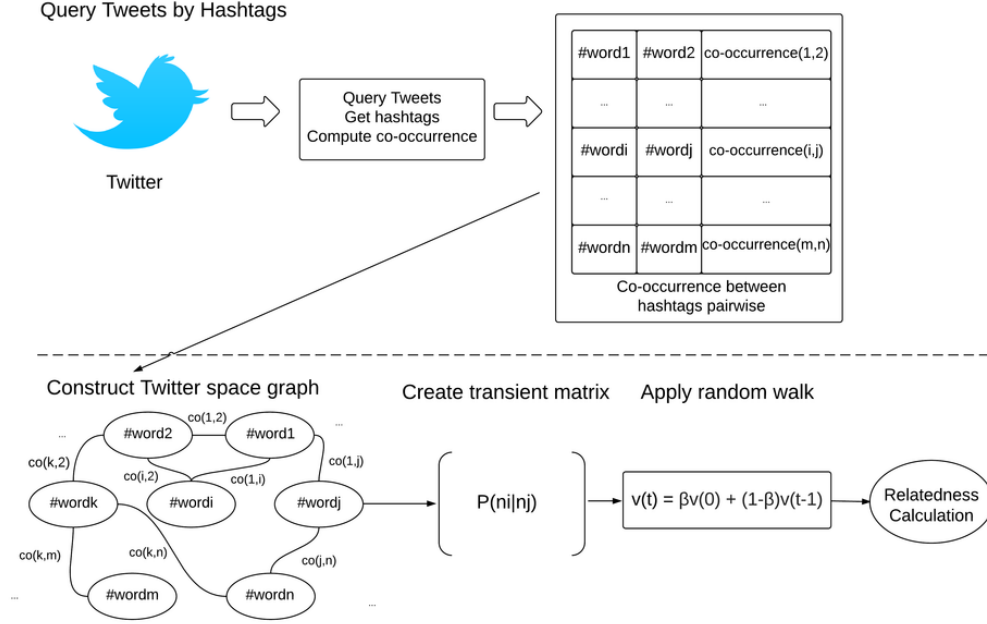 Query Tweets by Hashtags
Twitter
Query Tweets
Get hashtags
Compute co-occurrence
#word1 #word2 co-occurrence(1,2)
... ... ...
#wordi #wordj co-occurrence(i,j)
... ... ...
#wordn #wordm co-occurrence(m,n)
Co-occurrence between
hashtags pairwise
Construct Twitter space graph
Create transient matrix
Apply random walk
co(1,2)
...
... #word2 #word1
co(k,2) co(i,2) co(1,i) co(1,j)
#wordk #wordi #wordj
co(k,m) co(k,n) co(j,n)
#wordm #wordn
... ...
P(ni|nj)
v(t) = βv(0) + (1-β)v(t-1)
Relatedness
Calculation